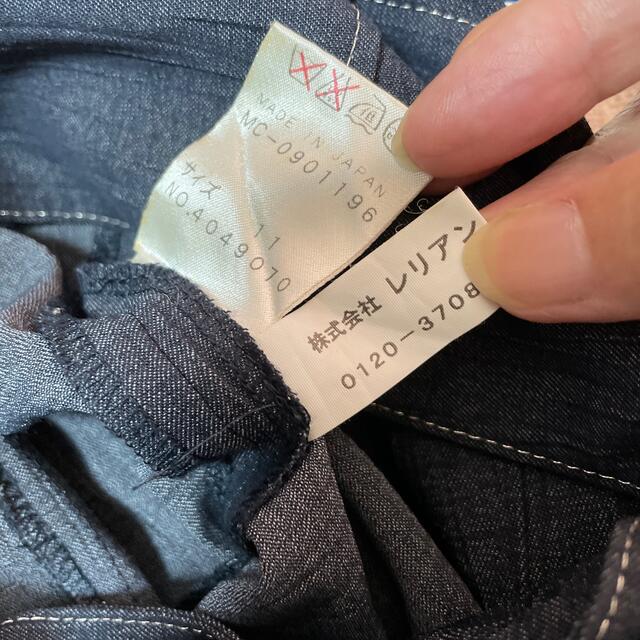 MADE IN JAPAN
MC-0901196
サイズ 11
NO.A049070
株式会社 レリアン
0120-3708